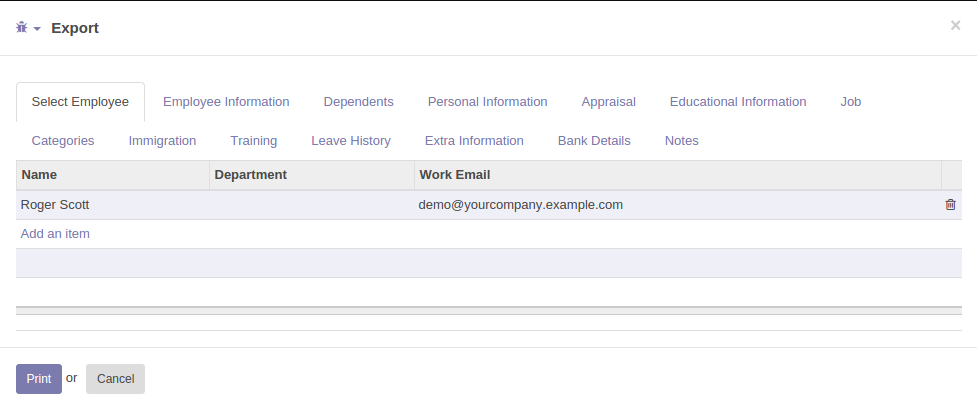 Export
Select Employee Employee Information Dependents Personal Information Appraisal Educational Information Job
Categories Immigration Training Leave History Extra Information Bank Details Notes
Name Department Work Email
Roger Scott demo@yourcompany.example.com
Add an item
Print or Cancel